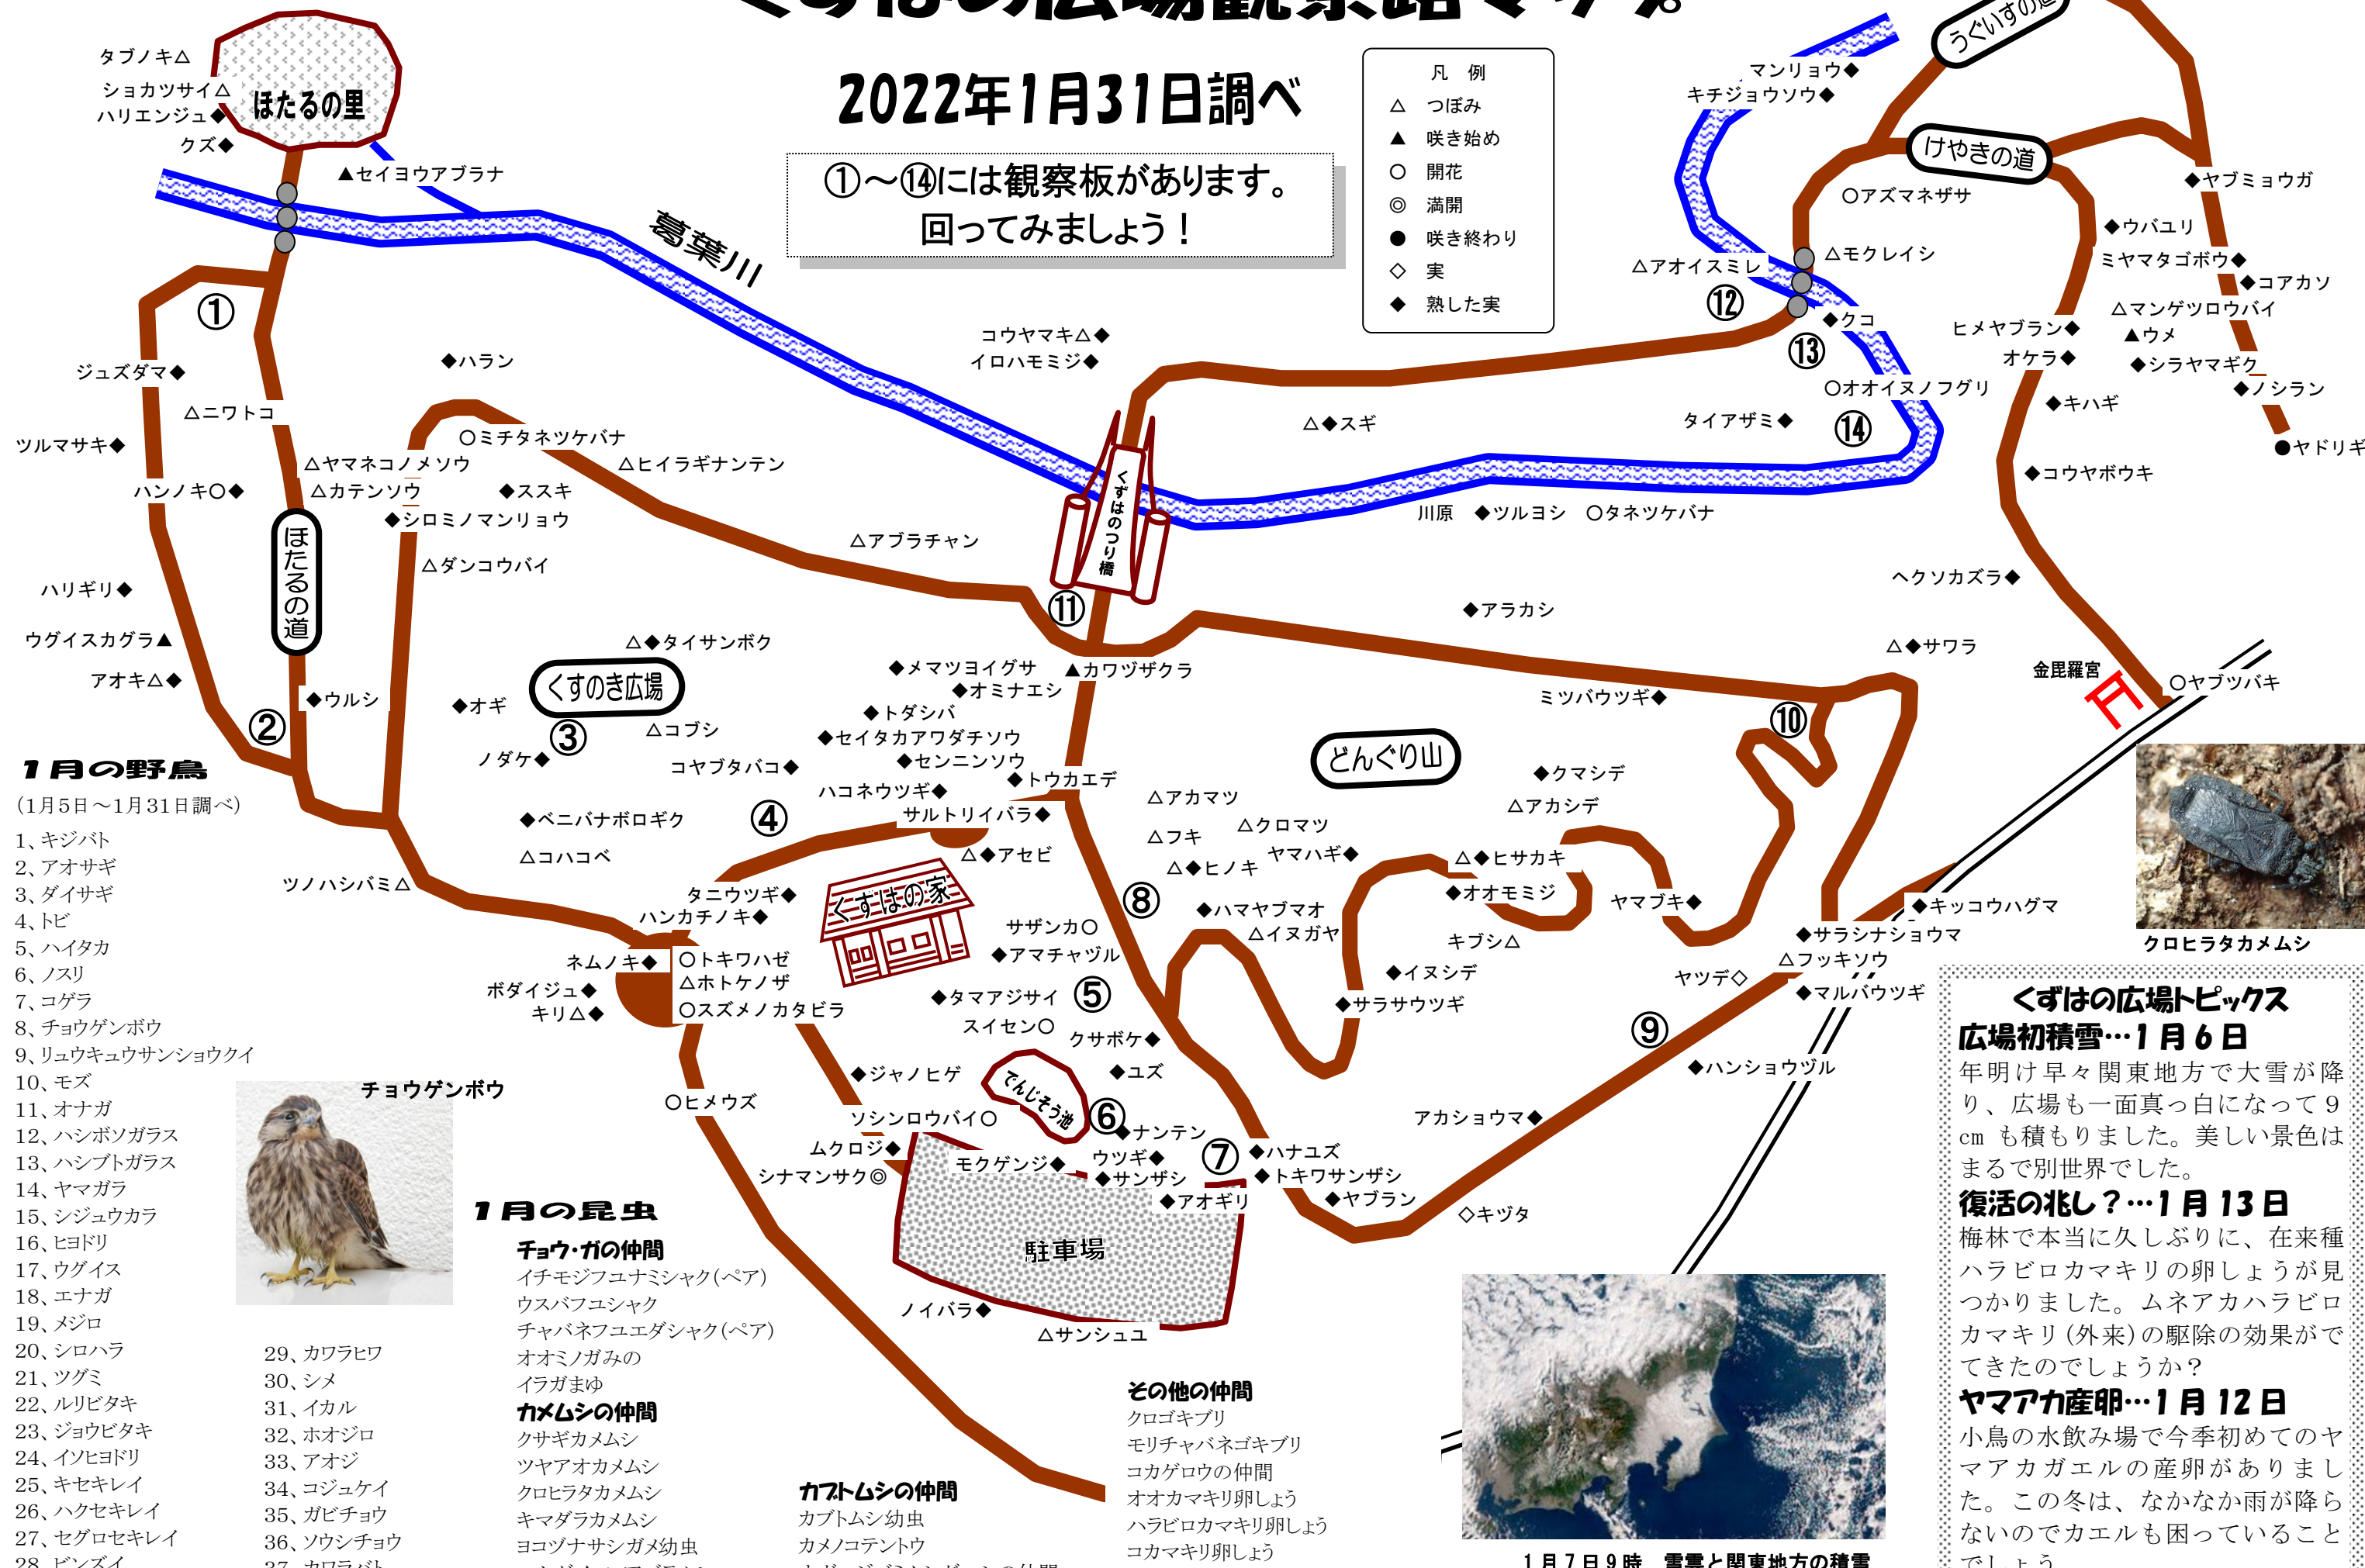 くずはの広場観察路マップ。
2022年1月31日調べ
①～⑭には観察板があります。
回ってみましょう！
凡 例
△ つぼみ
▲ 咲き始め
○ 開花
◎ 満開
● 咲き終わり
◇ 実
◆ 熟した実
タブノキ△
ショカツサイ△
ハリエンジュ◆
クズ◆
ほたるの里
▲セイヨウアブラナ
葛葉川
うぐいすの道
マンリョウ◆
キチジョウソウ◆
けやきの道
○アズマネザサ
◆ヤブミョウガ
◆ウバユリ
ミヤマタゴボウ◆
◆コアカソ
△モクレイシ
△アオイスミレ
⑫
◆クコ
⑬
△マンゲツロウバイ
ヒメヤブラン◆
▲ウメ
オケラ◆
◆シラヤマギク
◆ノシラン
○オオイヌノフグリ
◆キハギ
タイアザミ◆
⑭
●ヤドリギ
◆コウヤボウキ
①
ジュズダマ◆
◆ハラン
△ニワトコ
ツルマサキ◆
○ミチタネツケバナ
△ヤマネコノメソウ
△ヒイラギナンテン
ハンノキ○◆
△カテンソウ
◆ススキ
◆シロミノマンリョウ
コウヤマキ△◆
イロハモミジ◆
△◆スギ
くずはのつり橋
川原 ◆ツルヨシ ○タネツケバナ
△アブラチャン
△ダンコウバイ
ほたるの道
ハリギリ◆
ウグイスカグラ▲
アオキ△◆
②
◆ウルシ
⑪
◆アラカシ
ヘクソカズラ◆
△◆サワラ
金毘羅宮
○ヤブツバキ
△◆タイサンボク
くすのき広場
◆オギ
③
△コブシ
ノダケ◆
コヤブタバコ◆
◆メマツヨイグサ
▲カワヅザクラ
◆オミナエシ
◆トダシバ
◆セイタカアワダチソウ
◆センニンソウ
◆トウカエデ
ハコネウツギ◆
サルトリイバラ◆
④
△◆アセビ
◆ベニバナボロギク
△コハコベ
ツノハシバミ△
ミツバウツギ◆
⑩
どんぐり山
◆クマシデ
△アカシデ
△アカマツ
△フキ
△クロマツ
△◆ヒノキ
ヤマハギ◆
△◆ヒサカキ
◆オオモミジ
ヤマブキ◆
⑧
◆ハマヤブマオ
△イヌガヤ
キブシ△
◆イヌシデ
◆サラサウツギ
ヤツデ◇
⑨
◆キッコウハグマ
◆サラシナショウマ
△フッキソウ
◆マルバウツギ
◆ハンショウヅル
アカショウマ◆
◇キヅタ
タニウツギ◆
ハンカチノキ◆
くずはの家
ネムノキ◆
○トキワハゼ
△ホトケノザ
○スズメノカタビラ
ボダイジュ◆
キリ△◆
サザンカ○
◆アマチャヅル
⑤
◆タマアジサイ
スイセン○
クサボケ◆
◆ユズ
でんじそう池
⑥
◆ジャノヒゲ
○ヒメウズ
ソシンロウバイ○
ムクロジ◆
シナマンサク◎
モクゲンジ◆
◆ナンテン
ウツギ◆
◆サンザシ
◆アオギリ
⑦
◆ハナユズ
◆トキワサンザシ
◆ヤブラン
駐車場
ノイバラ◆
△サンシュユ
1月の野鳥
（1月5日～1月31日調べ）
1、キジバト
2、アオサギ
3、ダイサギ
4、トビ
5、ハイタカ
6、ノスリ
7、コゲラ
8、チョウゲンボウ
9、リュウキュウサンショウクイ
10、モズ
11、オナガ
12、ハシボソガラス
13、ハシブトガラス
14、ヤマガラ
15、シジュウカラ
16、ヒヨドリ
17、ウグイス
18、エナガ
19、メジロ
20、シロハラ
21、ツグミ
22、ルリビタキ
23、ジョウビタキ
24、イソヒヨドリ
25、キセキレイ
26、ハクセキレイ
27、セグロセキレイ
28、ビンズイ
29、カワラヒワ
30、シメ
31、イカル
32、ホオジロ
33、アオジ
34、コジュケイ
35、ガビチョウ
36、ソウシチョウ
37、カワラバト
チョウゲンボウ
1月の昆虫
チョウ・ガの仲間
イチモジフユナミシャク（ペア）
ウスバフユシャク
チャバネフユエダシャク（ペア）
オオミノガみの
イラガまゆ
カメムシの仲間
クサギカメムシ
ツヤアオカメムシ
クロヒラタカメムシ
キマダラカメムシ
ヨコヅナサシガメ幼虫
カブトムシの仲間
カブトムシ幼虫
カメノコテントウ
その他の仲間
クロゴキブリ
モリチャバネゴキブリ
コカゲロウの仲間
オオカマキリ卵しょう
ハラビロカマキリ卵しょう
コカマキリ卵しょう
クロヒラタカメムシ
くずはの広場トピックス
広場初積雪…1月6日
年明け早々関東地方で大雪が降
り、広場も一面真っ白になって9
cm も積もりました。美しい景色は
まるで別世界でした。
復活の兆し？…1月13日
梅林で本当に久しぶりに、在来種
ハラビロカマキリの卵しょうが見
つかりました。ムネアカハラビロ
カマキリ(外来)の駆除の効果がで
てきたのでしょうか？
ヤマアカ産卵…1月12日
小鳥の水飲み場で今季初めてのヤ
マアカガエルの産卵がありまし
た。この冬は、なかなか雨が降ら
ないのでカエルも困っていること
でしょう
1月7日9時 雪雲と関東地方の積雪